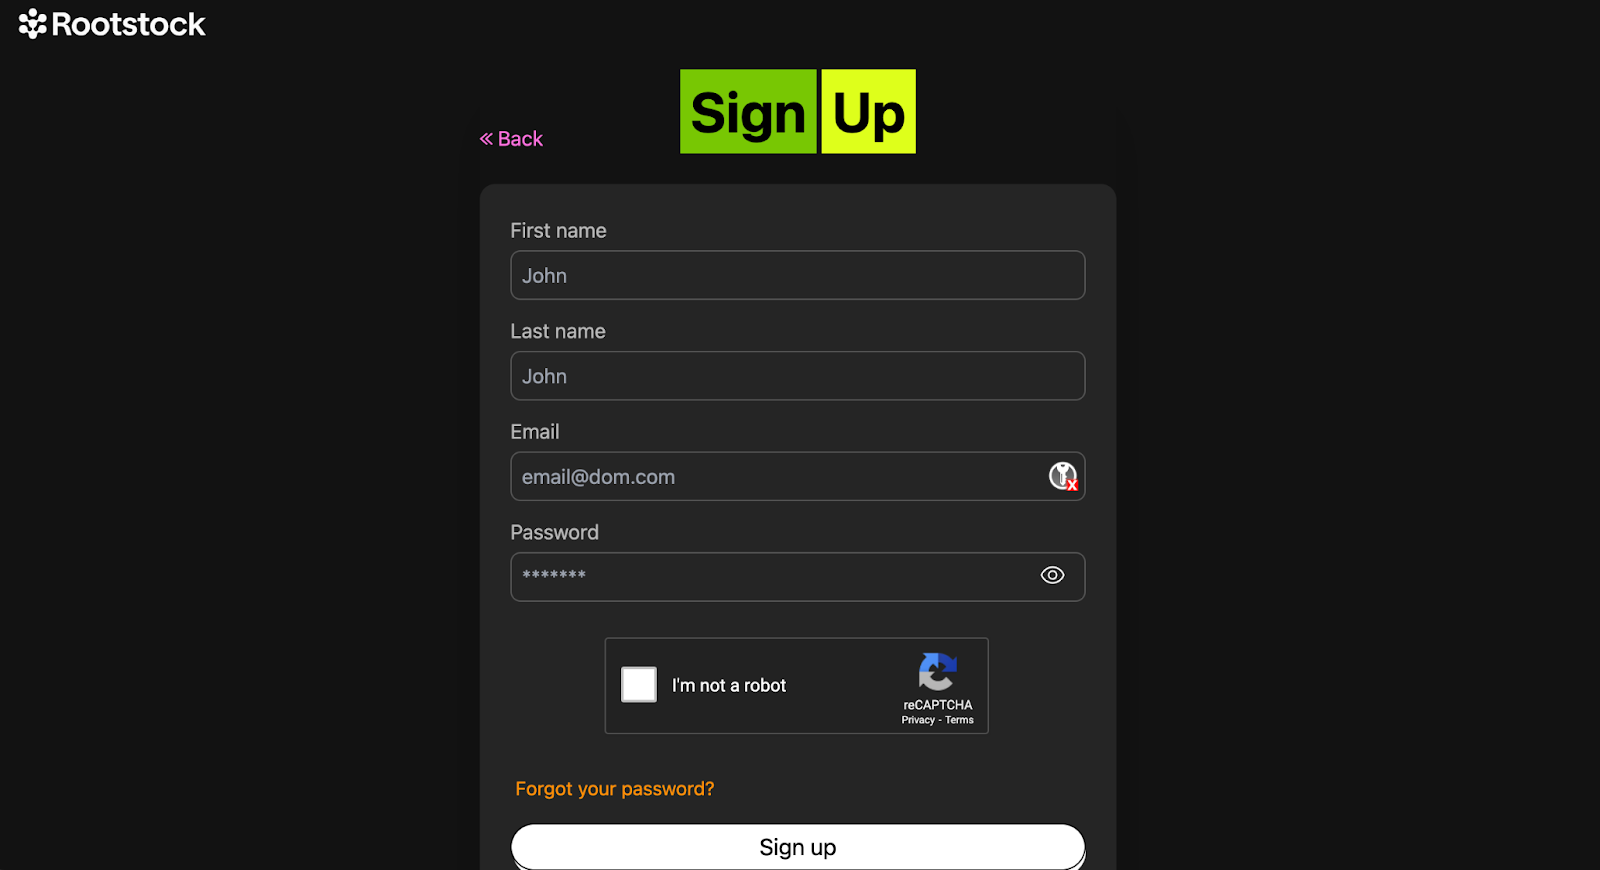 Rootstock
Sign Up
« Back
First name
John
Last name
John
Email
email@dom.com
Password
*******
I'm not a robot
reCAPTCHA
Privacy - Terms
Forgot your password?
Sign up